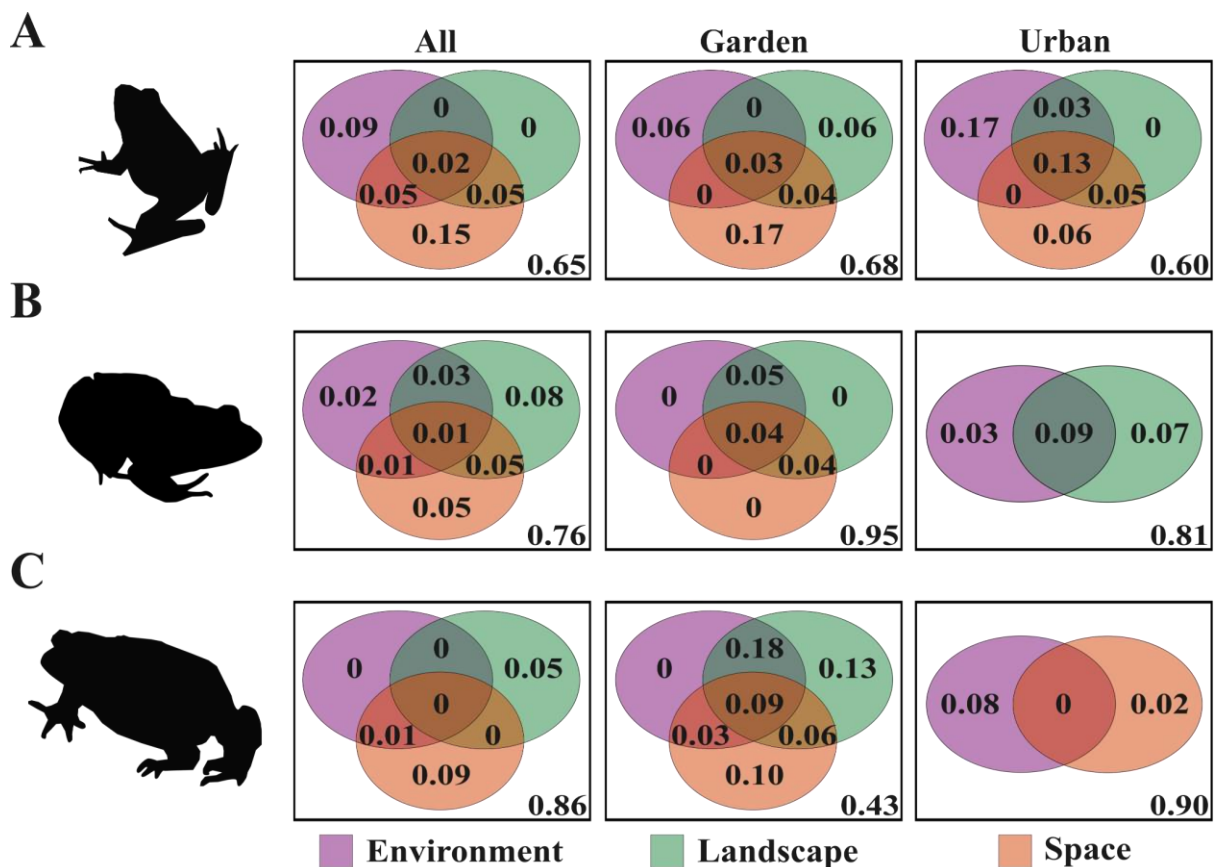 A
All Garden Urban
0 0 0.03
0.09 0 0.06 0.06 0.17 0
0.02 0.03 0.13
0.05 0.05 0 0.04 0 0.05
0.15 0.17 0.06
0.65 0.68 0.60
B
0.03 0.05
0.02 0.08 0 0
0.01 0.04 0.03 0.09 0.07
0.01 0.05 0 0.04
0.05 0
0.76 0.95 0.81
C
0 0.18
0 0.05 0 0.13
0 0.09 0.08 0 0.02
0.01 0 0.03 0.06
0.09 0.10
0.86 0.43 0.90
Environment Landscape Space